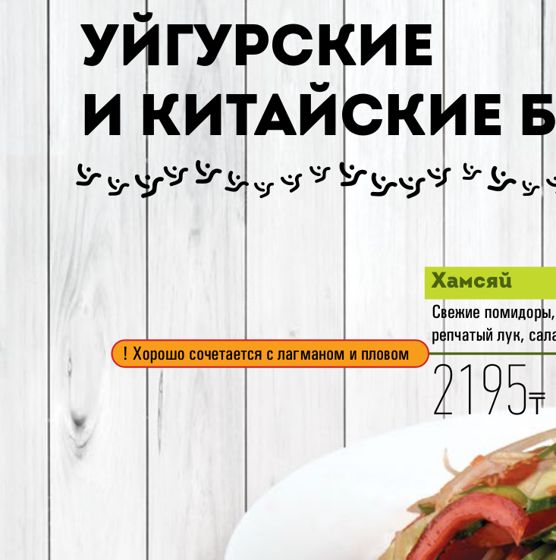 УЙГУРСКИЕ
И КИТАЙСКИЕ Б
Хамсяй
Свежие помидоры,
репчатый лук, сала
! Хорошо сочетается с лагманом и пловом
2195₸